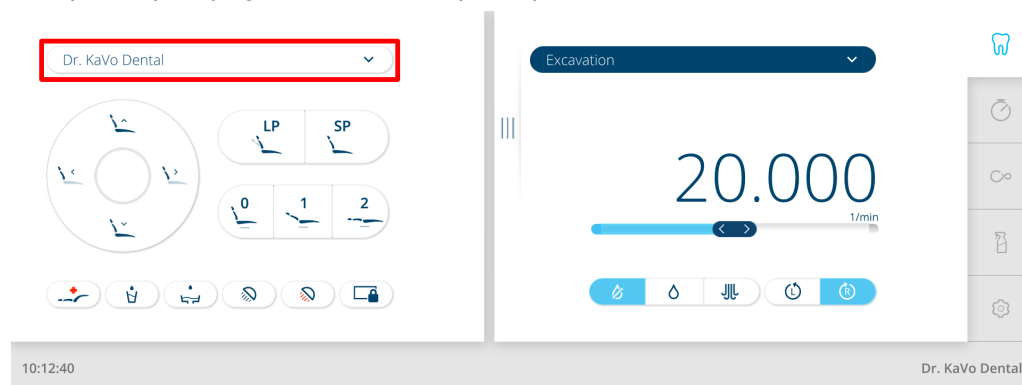 Dr. KaVo Dental
LP SP
0 1 2
Excavation
20.000
1/min
L R
10:12:40
Dr. KaVo Dental